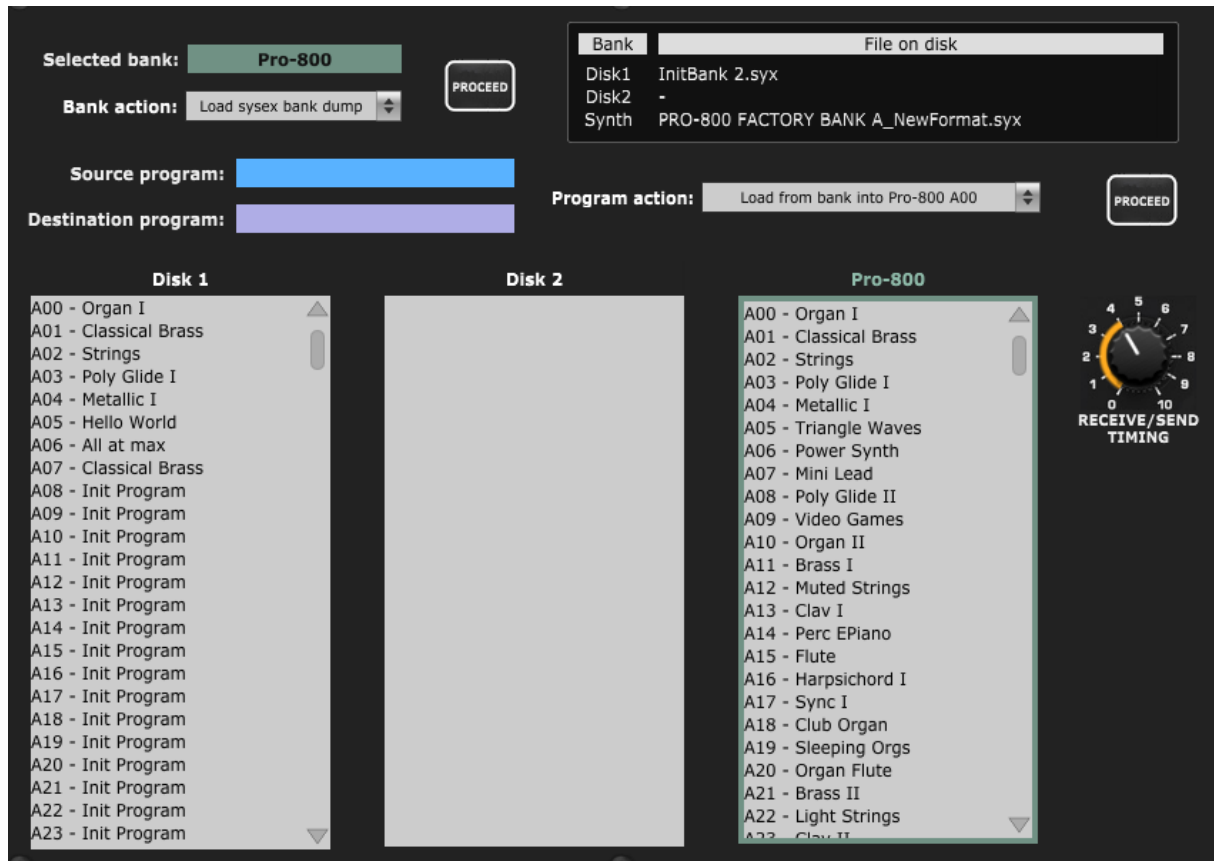 Selected bank: Pro-800
PROCEED
Bank action: Load sysex bank dump
Bank File on disk
Disk1 InitBank 2.syx
Disk2 -
Synth PRO-800 FACTORY BANK A_NewFormat.syx
Source program:
Destination program:
Program action: Load from bank into Pro-800 A00
PROCEED
Disk 1
A00 - Organ I
A01 - Classical Brass
A02 - Strings
A03 - Poly Glide I
A04 - Metallic I
A05 - Hello World
A06 - All at max
A07 - Classical Brass
A08 - Init Program
A09 - Init Program
A10 - Init Program
A11 - Init Program
A12 - Init Program
A13 - Init Program
A14 - Init Program
A15 - Init Program
A16 - Init Program
A17 - Init Program
A18 - Init Program
A19 - Init Program
A20 - Init Program
A21 - Init Program
A22 - Init Program
A23 - Init Program
Disk 2
Pro-800
A00 - Organ I
A01 - Classical Brass
A02 - Strings
A03 - Poly Glide I
A04 - Metallic I
A05 - Triangle Waves
A06 - Power Synth
A07 - Mini Lead
A08 - Poly Glide II
A09 - Video Games
A10 - Organ II
A11 - Brass I
A12 - Muted Strings
A13 - Clav I
A14 - Perc EPiano
A15 - Flute
A16 - Harpsichord I
A17 - Sync I
A18 - Club Organ
A19 - Sleeping Orgs
A20 - Organ Flute
A21 - Brass II
A22 - Light Strings
A23 - Clav II
0 1 2 3 4 5 6 7 8 9 10
RECEIVE/SEND
TIMING